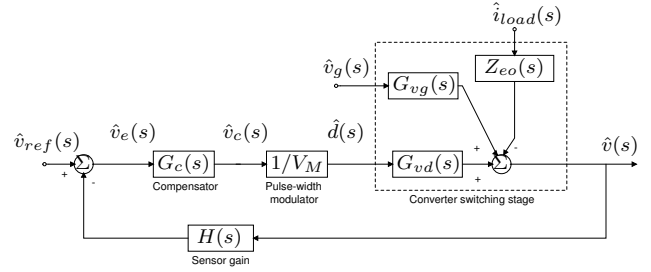 î_load(s)
Z_eo(s)
v̂_g(s)
G_vg(s)
v̂_ref(s)
v̂_e(s)
v̂_c(s)
d̂(s)
v̂(s)
+
-
Σ
G_c(s)
1/V_M
G_vd(s)
+
+
-
Σ
Compensator
Pulse-width
modulator
Converter switching stage
H(s)
Sensor gain